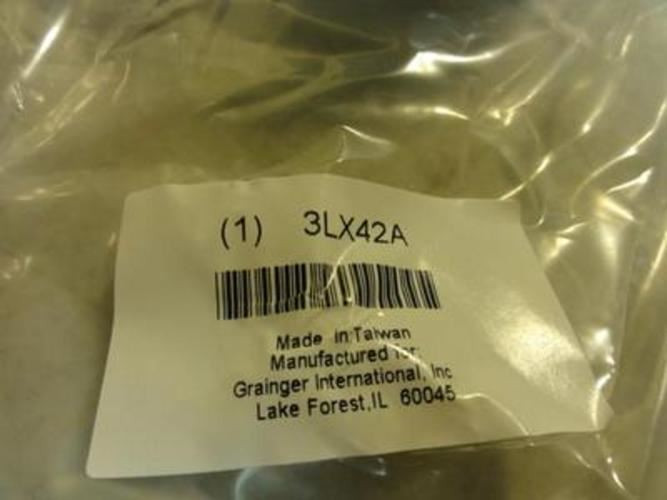 (1) 3LX42A
Made in Taiwan
Manufactured for:
Grainger International, Inc
Lake Forest,IL 60045